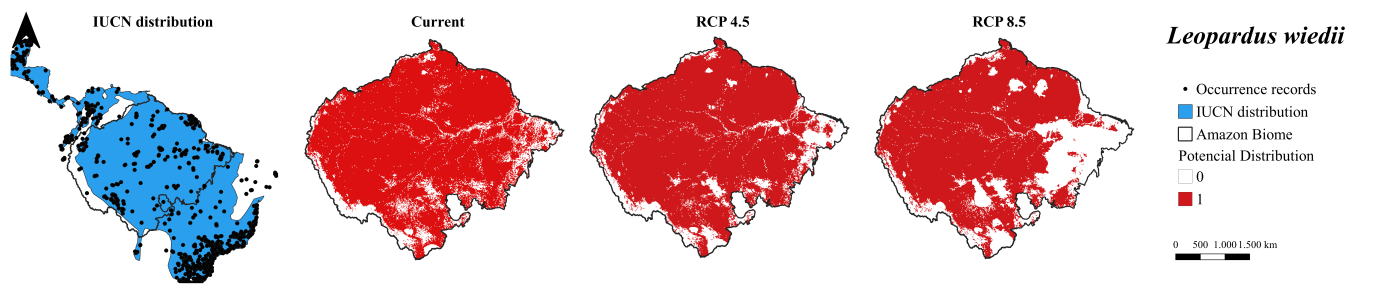 IUCN distribution
Current
RCP 4.5
RCP 8.5
Leopardus wiedii
Occurrence records
IUCN distribution
Amazon Biome
Potencial Distribution
0
1
0 500 1.000 1.500 km